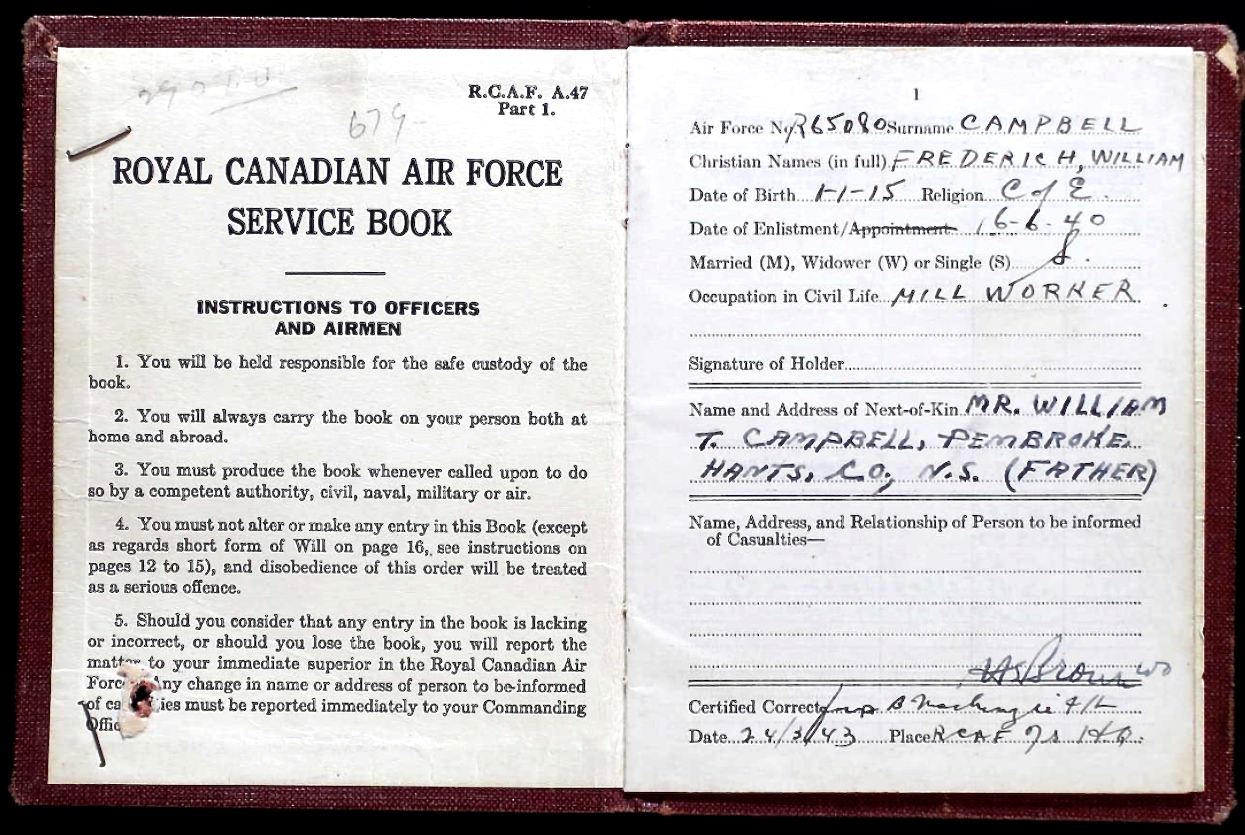 29 O.T.U.
679-
R.C.A.F. A.47
Part 1.
ROYAL CANADIAN AIR FORCE
SERVICE BOOK
INSTRUCTIONS TO OFFICERS
AND AIRMEN
1. You will be held responsible for the safe custody of the
book.
2. You will always carry the book on your person both at
home and abroad.
3. You must produce the book whenever called upon to do
so by a competent authority, civil, naval, military or air.
4. You must not alter or make any entry in this Book (except
as regards short form of Will on page 16, see instructions on
pages 12 to 15), and disobedience of this order will be treated
as a serious offence.
5. Should you consider that any entry in the book is lacking
or incorrect, or should you lose the book, you will report the
matter to your immediate superior in the Royal Canadian Air
Force. Any change in name or address of person to be informed
of ca ies must be reported immediately to your Commanding
Offic
1
Air Force No. R65080 Surname CAMPBELL
Christian Names (in full) FREDERICH, WILLIAM
Date of Birth 1-1-15 Religion C of E.
Date of Enlistment/Appointment 16-6-40
Married (M), Widower (W) or Single (S) S.
Occupation in Civil Life MILL WORKER
Signature of Holder
Name and Address of Next-of-Kin MR. WILLIAM
T. CAMPBELL, PEMBROKE,
HANTS, CO, N.S. (FATHER)
Name, Address, and Relationship of Person to be informed
of Casualties—
Brown WO
Certified Correct B Mackenzie F/L
Date 24/3/43 Place RCAF HQ.